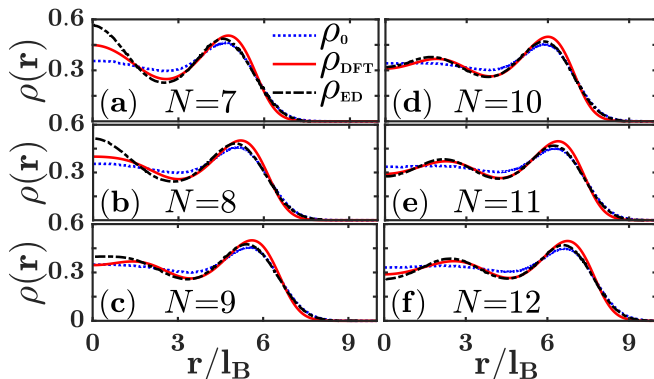 ρ(r)
0.6
0.3
0.6
0.3
0.6
0.3
0
ρ₀
ρDFT
ρED
(a) N=7
(d) N=10
ρ(r)
(b) N=8
(e) N=11
ρ(r)
(c) N=9
(f) N=12
0 3 6 9
0 3 6 9
r/lB
r/lB